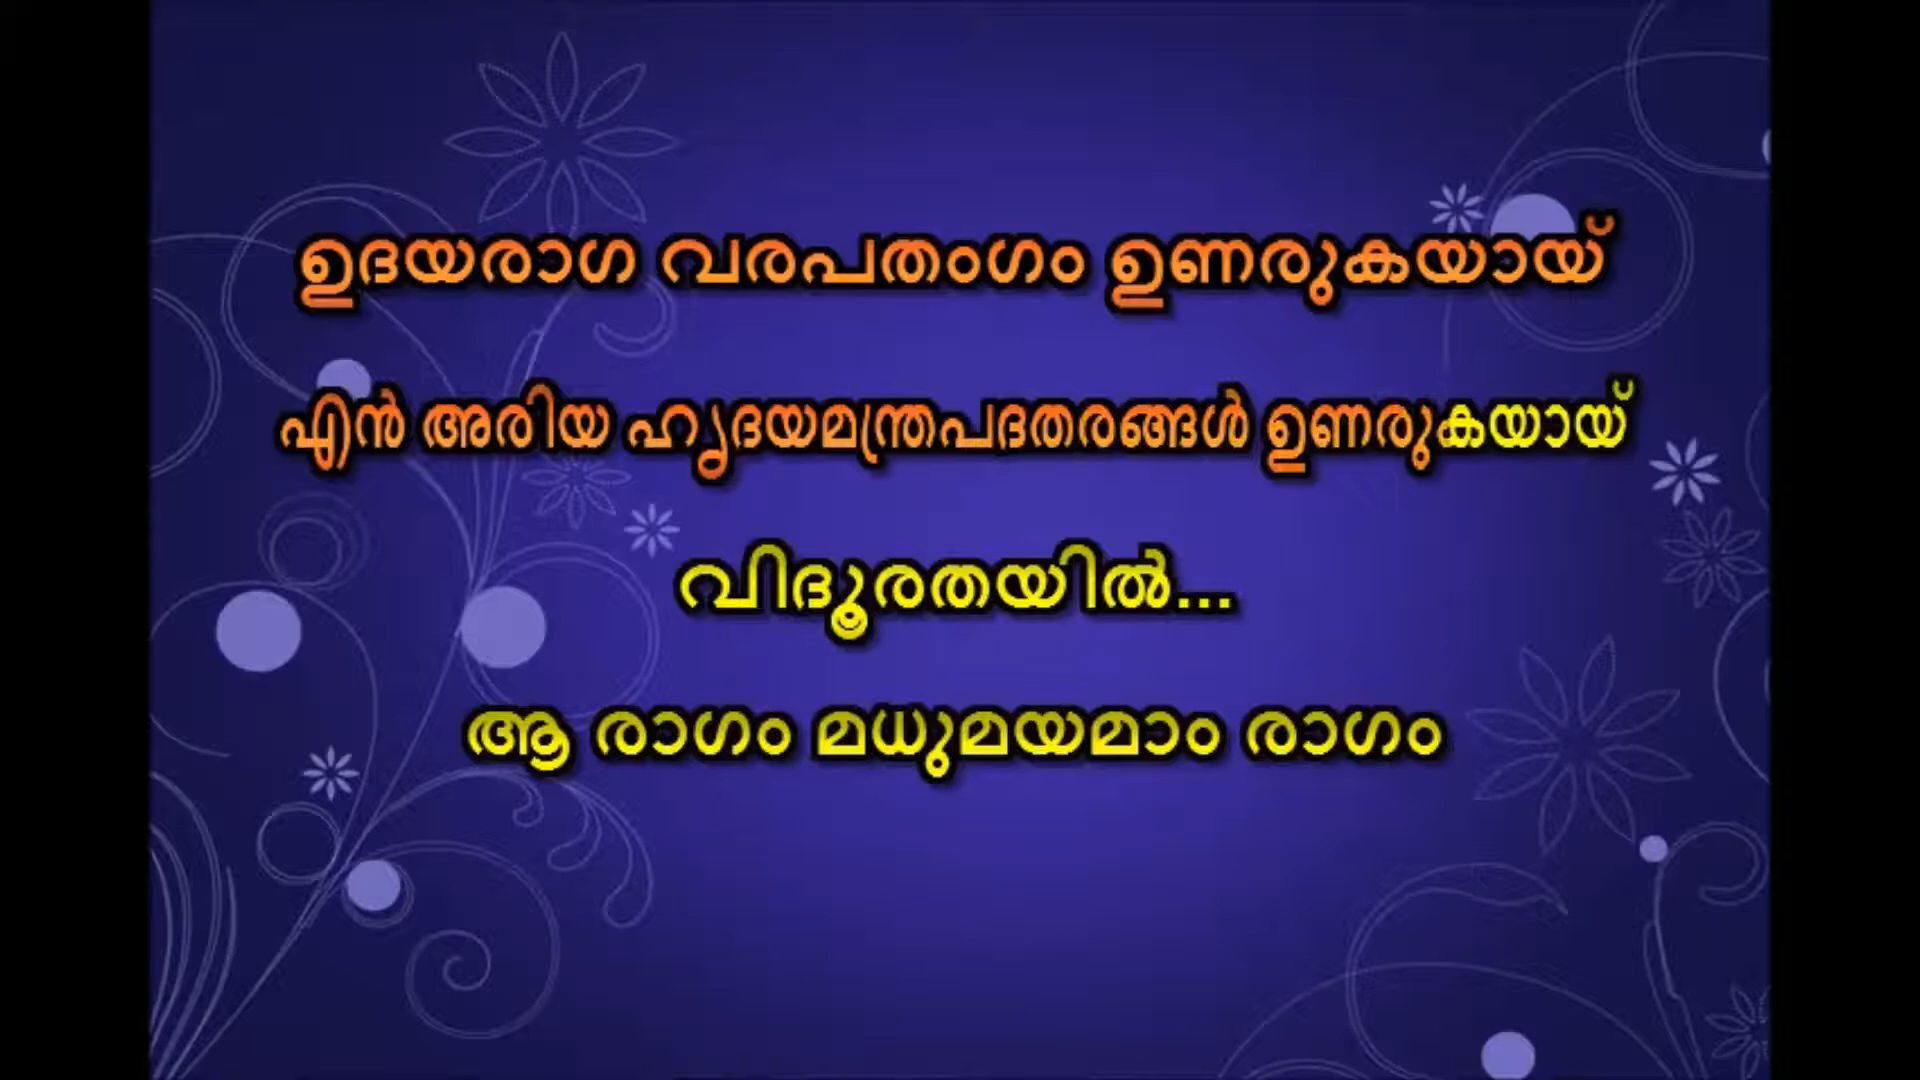 ഉദയരാഗ വരപതംഗം ഉണരുകയായ്
എൻ അരിയ ഹൃദയമന്ത്രപദതരങ്ങൾ ഉണരുകയായ്
വിദൂരതയിൽ...
ആ രാഗം മധുമയമാം രാഗം